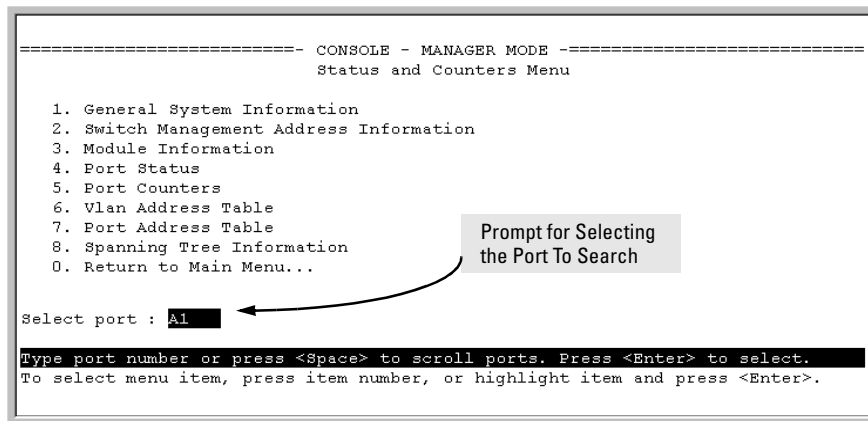 ==========================- CONSOLE - MANAGER MODE -============================
Status and Counters Menu
1. General System Information
2. Switch Management Address Information
3. Module Information
4. Port Status
5. Port Counters
6. Vlan Address Table
7. Port Address Table
8. Spanning Tree Information
0. Return to Main Menu...
Prompt for Selecting
the Port To Search
Select port : A1
Type port number or press <Space> to scroll ports. Press <Enter> to select.
To select menu item, press item number, or highlight item and press <Enter>.